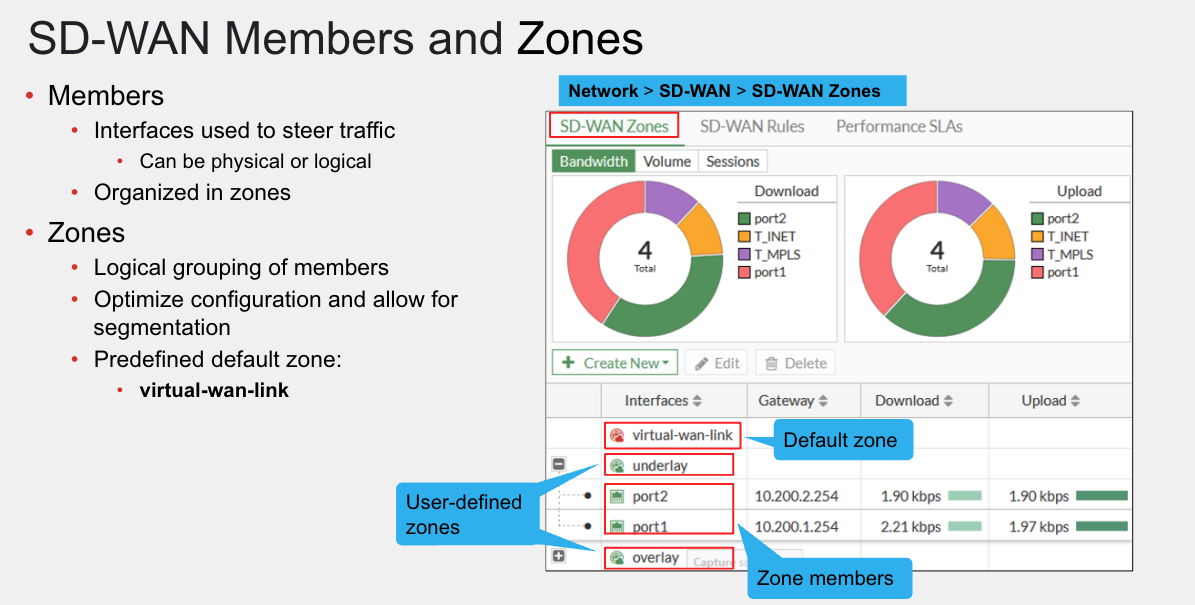 SD-WAN Members and Zones
• Members
• Interfaces used to steer traffic
• Can be physical or logical
• Organized in zones
• Zones
• Logical grouping of members
• Optimize configuration and allow for
segmentation
• Predefined default zone:
• virtual-wan-link
Network > SD-WAN > SD-WAN Zones
SD-WAN Zones SD-WAN Rules Performance SLAs
Bandwidth Volume Sessions
Download
port2
T_INET
T_MPLS
port1
4
Total
Upload
port2
T_INET
T_MPLS
port1
4
Total
+ Create New Edit Delete
Interfaces Gateway Download Upload
virtual-wan-link
Default zone
underlay
port2 10.200.2.254 1.90 kbps 1.90 kbps
port1 10.200.1.254 2.21 kbps 1.97 kbps
overlay
Capture
User-defined
zones
Zone members